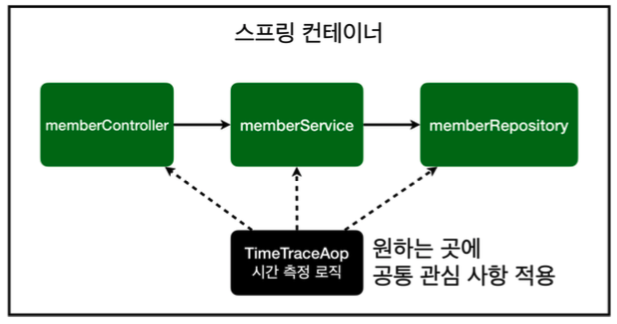 스프링 컨테이너
memberController
memberService
memberRepository
TimeTraceAop
시간 측정 로직
원하는 곳에
공통 관심 사항 적용